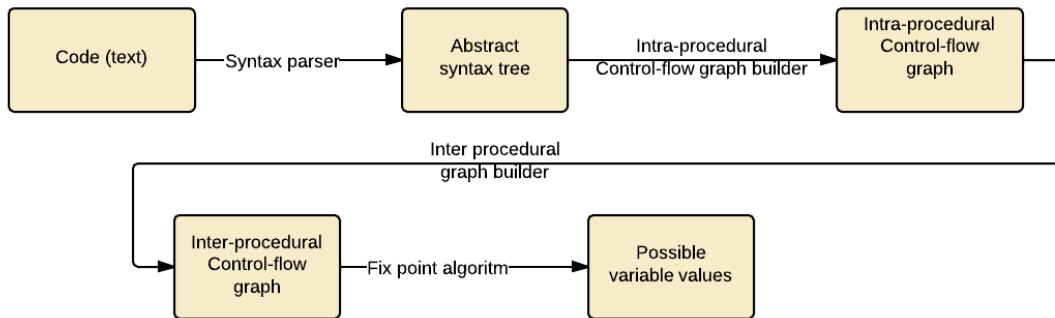 Code (text)
Syntax parser
Abstract
syntax tree
Intra-procedural
Control-flow graph builder
Intra-procedural
Control-flow
graph
Inter procedural
graph builder
Inter-procedural
Control-flow
graph
Fix point algoritm
Possible
variable values